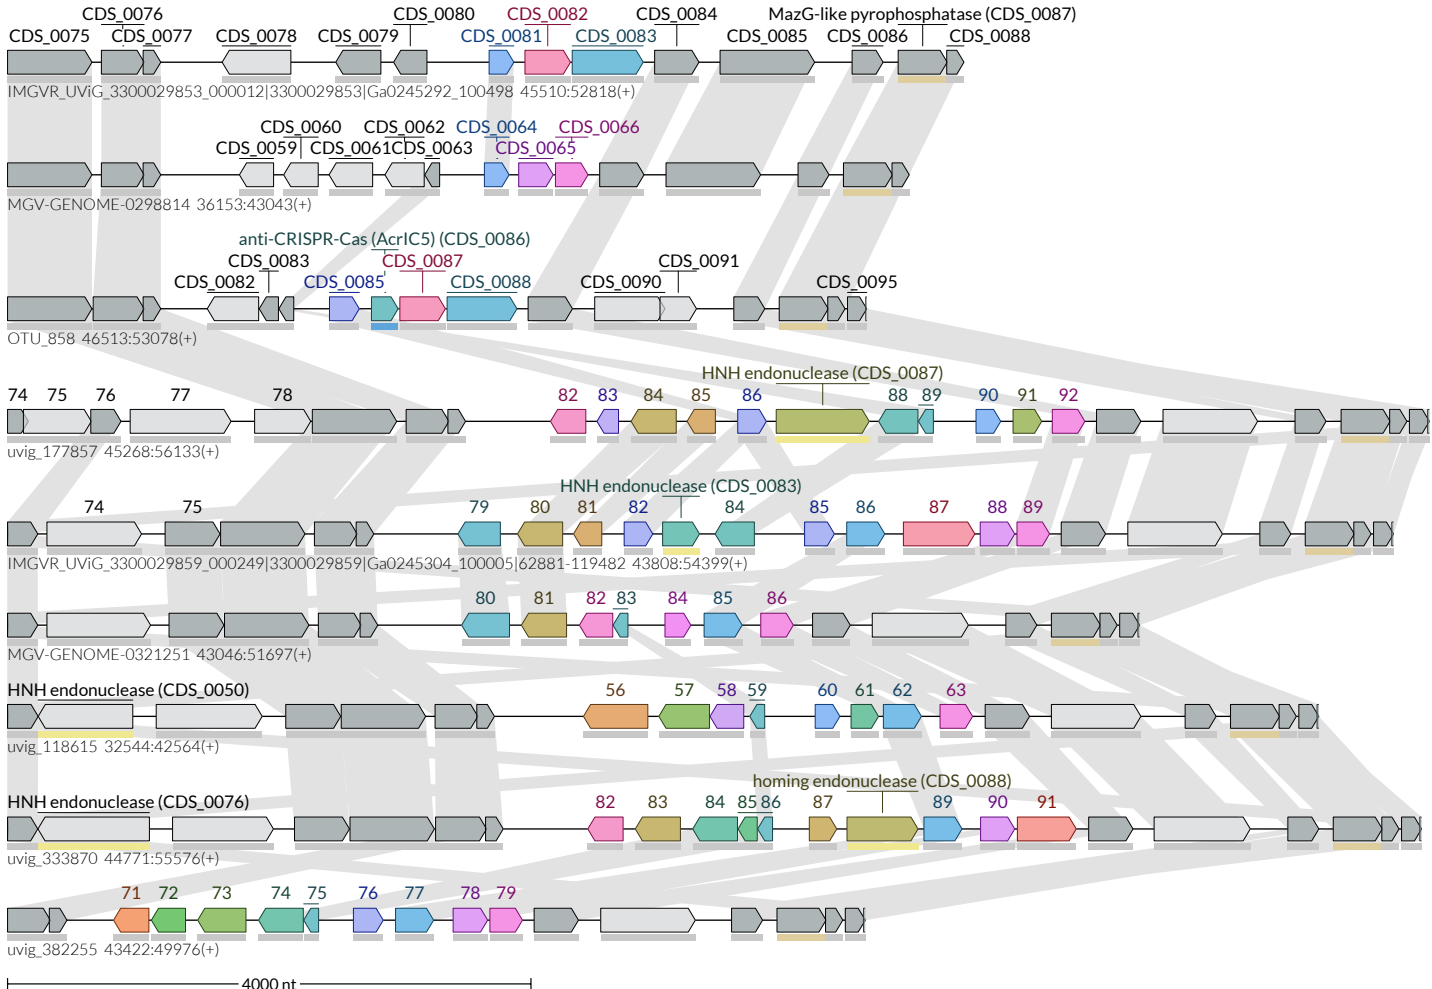 CDS_0076 CDS_0080 CDS_0082 CDS_0084 MazG-like pyrophosphatase (CDS_0087)
CDS_0075 CDS_0077 CDS_0078 CDS_0079 CDS_0081 CDS_0083 CDS_0085 CDS_0086 CDS_0088
IMGVR_UViG_3300029853_000012|3300029853|Ga0245292_100498 45510:52818(+)
CDS_0060 CDS_0062 CDS_0064 CDS_0066
CDS_0059 CDS_0061 CDS_0063 CDS_0065
MGV-GENOME-0298814 36153:43043(+)
anti-CRISPR-Cas (AcrIC5) (CDS_0086)
CDS_0083 CDS_0087 CDS_0091
CDS_0082 CDS_0085 CDS_0088 CDS_0090 CDS_0095
OTU_858 46513:53078(+)
HNH endonuclease (CDS_0087)
74 75 76 77 78 82 83 84 85 86 88 89 90 91 92
uvig_177857 45268:56133(+)
HNH endonuclease (CDS_0083)
74 75 79 80 81 82 84 85 86 87 88 89
IMGVR_UViG_3300029859_000249|3300029859|Ga0245304_100005|62881-119482 43808:54399(+)
80 81 82 83 84 85 86
MGV-GENOME-0321251 43046:51697(+)
HNH endonuclease (CDS_0050) 56 57 58 59 60 61 62 63
uvig_118615 32544:42564(+)
homing endonuclease (CDS_0088)
HNH endonuclease (CDS_0076) 82 83 84 85 86 87 89 90 91
uvig_333870 44771:55576(+)
71 72 73 74 75 76 77 78 79
uvig_382255 43422:49976(+)
4000 nt